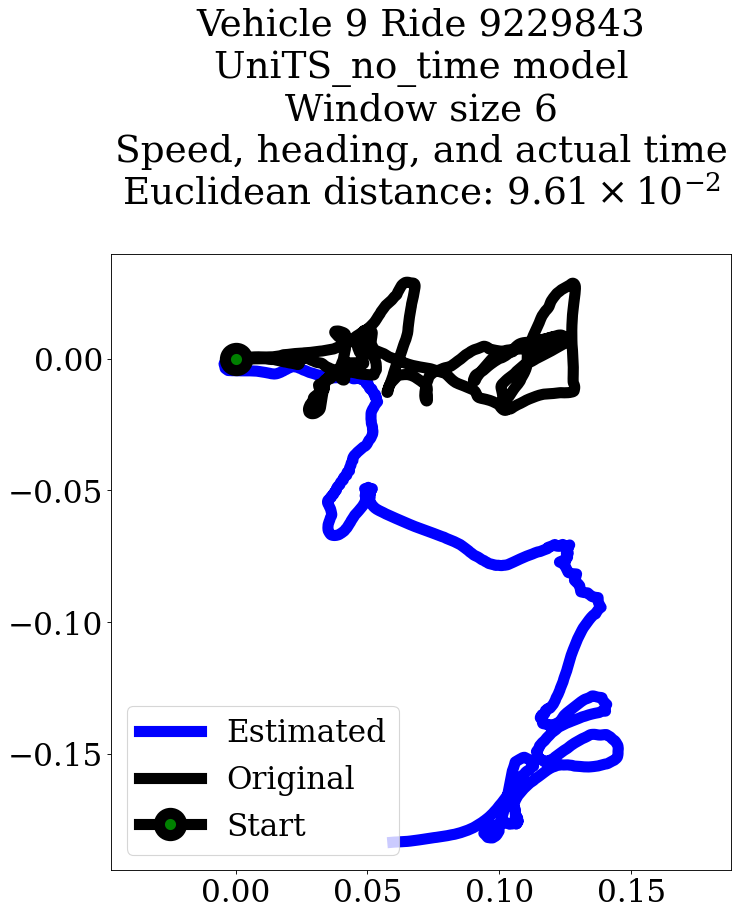 Vehicle 9 Ride 9229843
UniTS_no_time model
Window size 6
Speed, heading, and actual time
Euclidean distance: 9.61 × 10⁻²
0.00
−0.05
−0.10
−0.15
Estimated
Original
Start
0.00 0.05 0.10 0.15